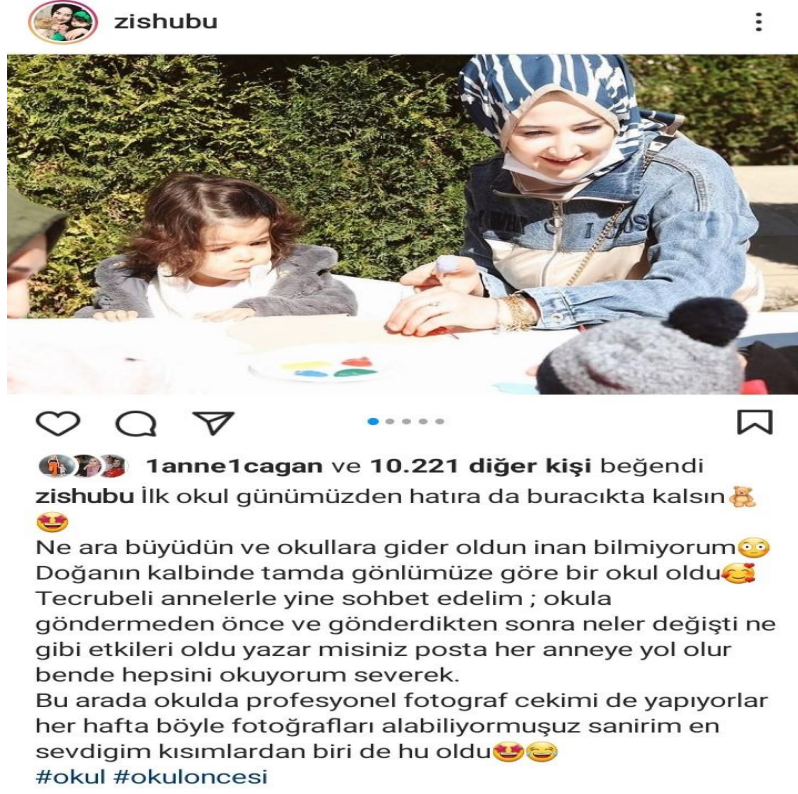 zishubu
1anne1cagan ve 10.221 diğer kişi beğendi
zishubu İlk okul günümüzden hatıra da buracıkta kalsın🧸
🤩
Ne ara büyüdün ve okullara gider oldun inan bilmiyorum😳
Doğanın kalbinde tamda gönlümüze göre bir okul oldu🥰
Tecrubeli annelerle yine sohbet edelim ; okula
göndermeden önce ve gönderdikten sonra neler değişti ne
gibi etkileri oldu yazar mısiniz posta her anneye yol olur
bende hepsini okuyorum severek.
Bu arada okulda profesyonel fotograf cekimi de yapıyorlar
her hafta böyle fotoğrafları alabiliyormuşuz sanirim en
sevdigim kısımlardan biri de hu oldu🤩😂
#okul #okuloncesi